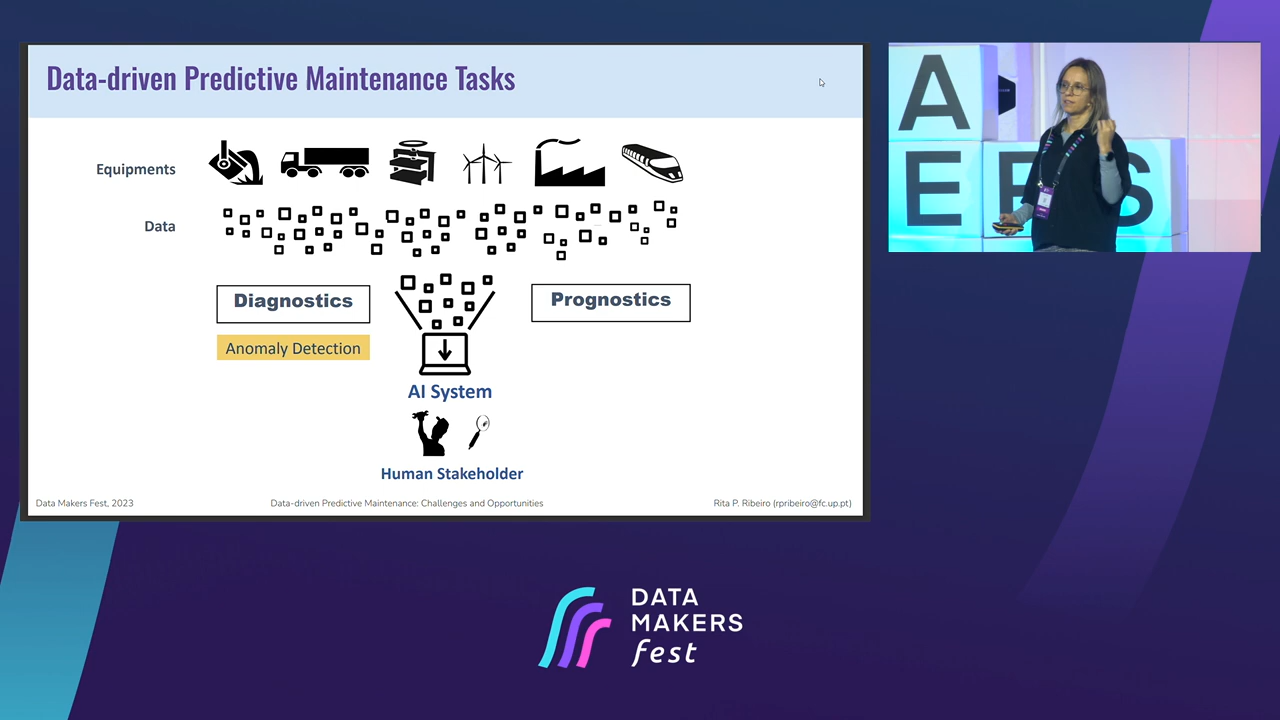 Data-driven Predictive Maintenance Tasks
Equipments
Data
Diagnostics
Prognostics
Anomaly Detection
AI System
Human Stakeholder
Data Makers Fest, 2023
Data-driven Predictive Maintenance: Challenges and Opportunities
Rita P. Ribeiro (rpribeiro@fc.up.pt)
A
E
F
S
DATA
MAKERS
fest